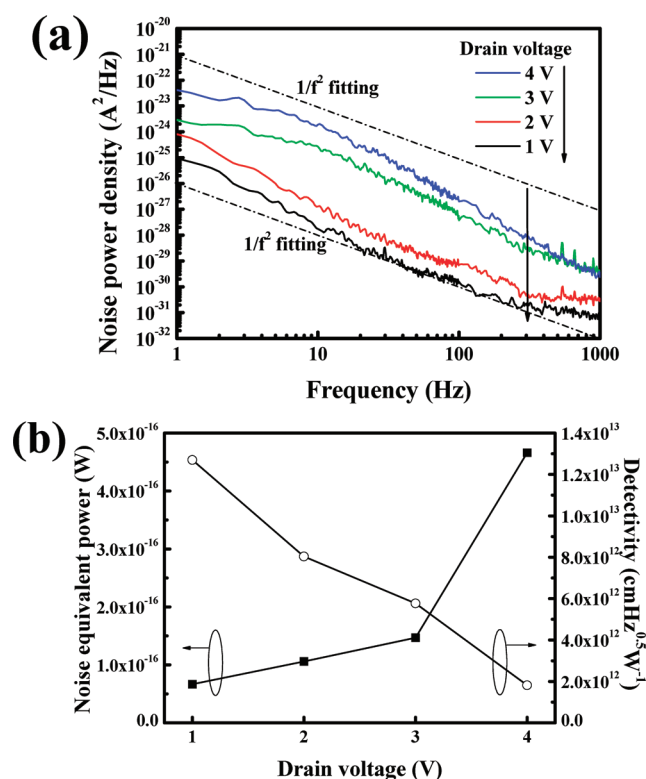 (a)
Noise power density (A²/Hz)
10⁻²⁰
10⁻²¹
10⁻²²
10⁻²³
10⁻²⁴
10⁻²⁵
10⁻²⁶
10⁻²⁷
10⁻²⁸
10⁻²⁹
10⁻³⁰
10⁻³¹
10⁻³²
Drain voltage
4 V
3 V
2 V
1 V
1/f² fitting
1/f² fitting
1 10 100 1000
Frequency (Hz)
(b)
Noise equivalent power (W)
5.0x10⁻¹⁶
4.0x10⁻¹⁶
3.0x10⁻¹⁶
2.0x10⁻¹⁶
1.0x10⁻¹⁶
0.0
1.4x10¹³
1.2x10¹³
1.0x10¹³
8.0x10¹²
6.0x10¹²
4.0x10¹²
2.0x10¹²
0.0
Detectivity (cmHz⁰·⁵W⁻¹)
1 2 3 4
Drain voltage (V)